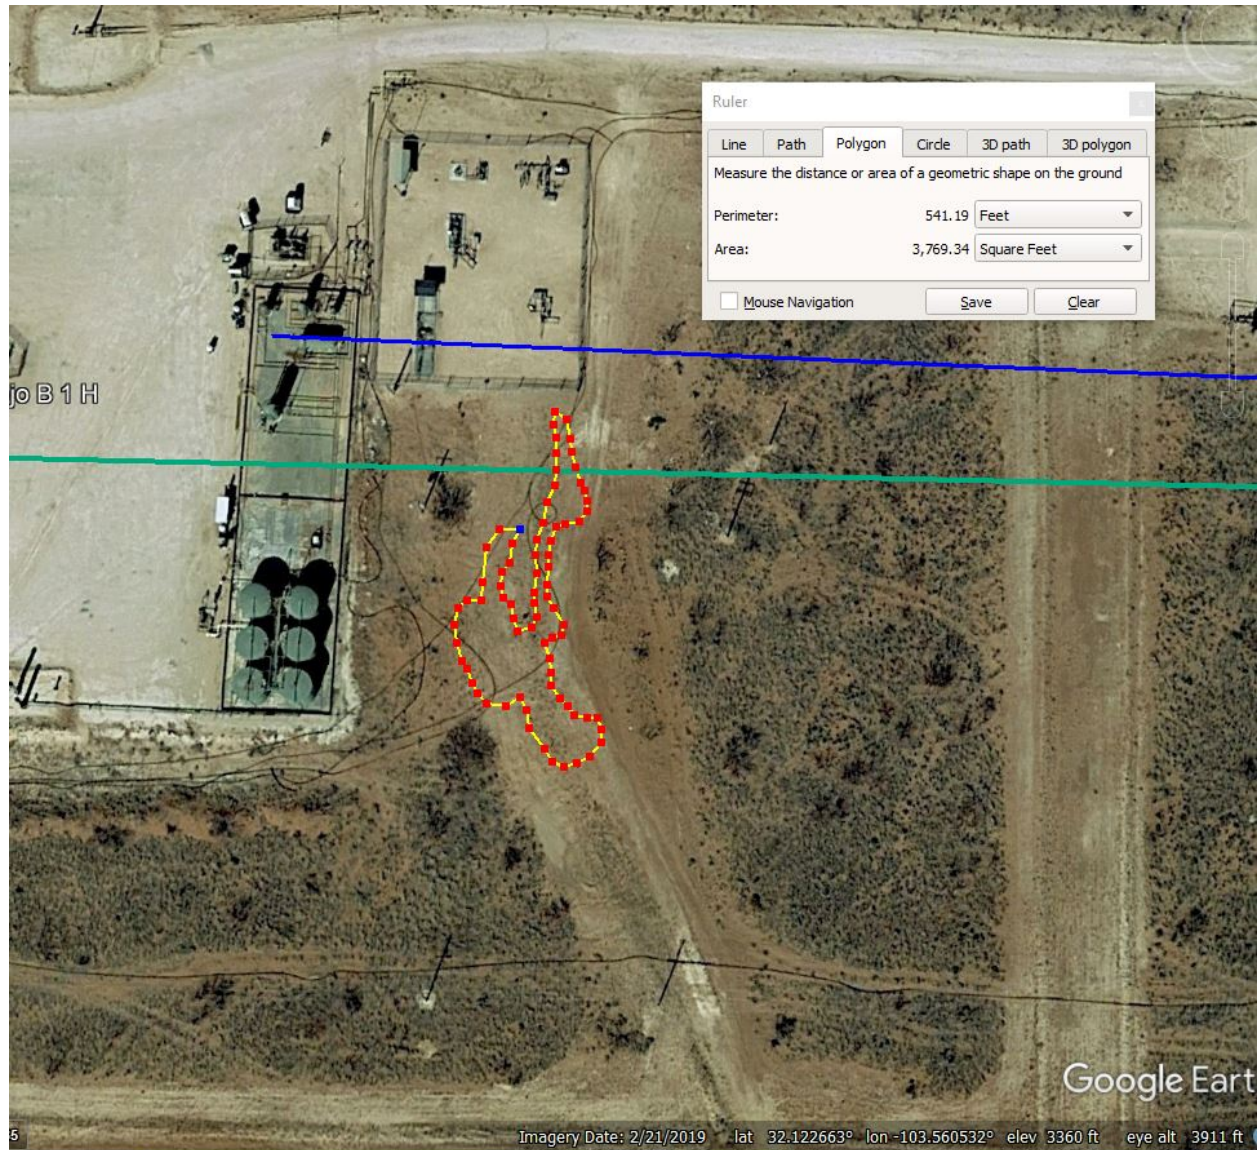 Ruler
Line Path Polygon Circle 3D path 3D polygon
Measure the distance or area of a geometric shape on the ground
Perimeter: 541.19 Feet
Area: 3,769.34 Square Feet
Mouse Navigation Save Clear
jo B 1 H
Google Eart
Imagery Date: 2/21/2019 lat 32.122663° lon -103.560532° elev 3360 ft eye alt 3911 ft